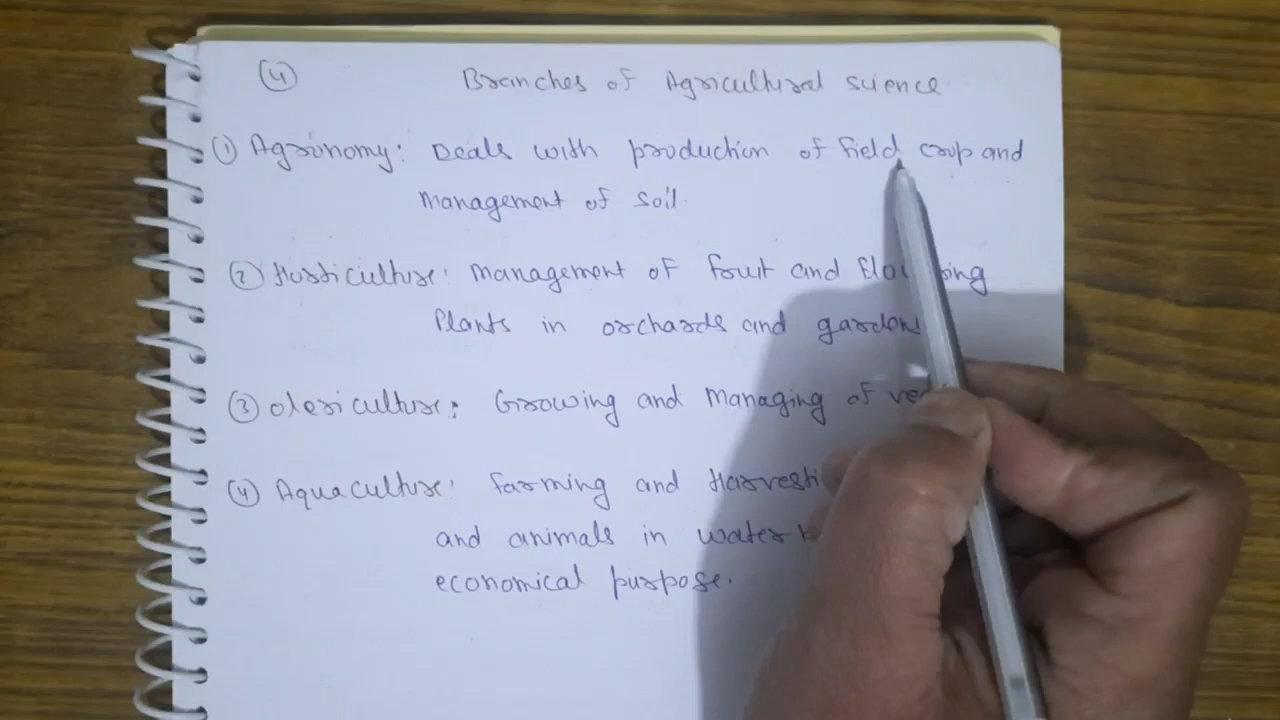 (4) Branches of Agricultural science
(1) Agronomy: Deals with production of field crop and
management of soil.
(2) Horticulture: Management of fruit and
Plants in orchards and gardens
(3) Olericulture: Growing and Managing of
(4) Aquaculture: Farming and
and animals in water
economical purpose.